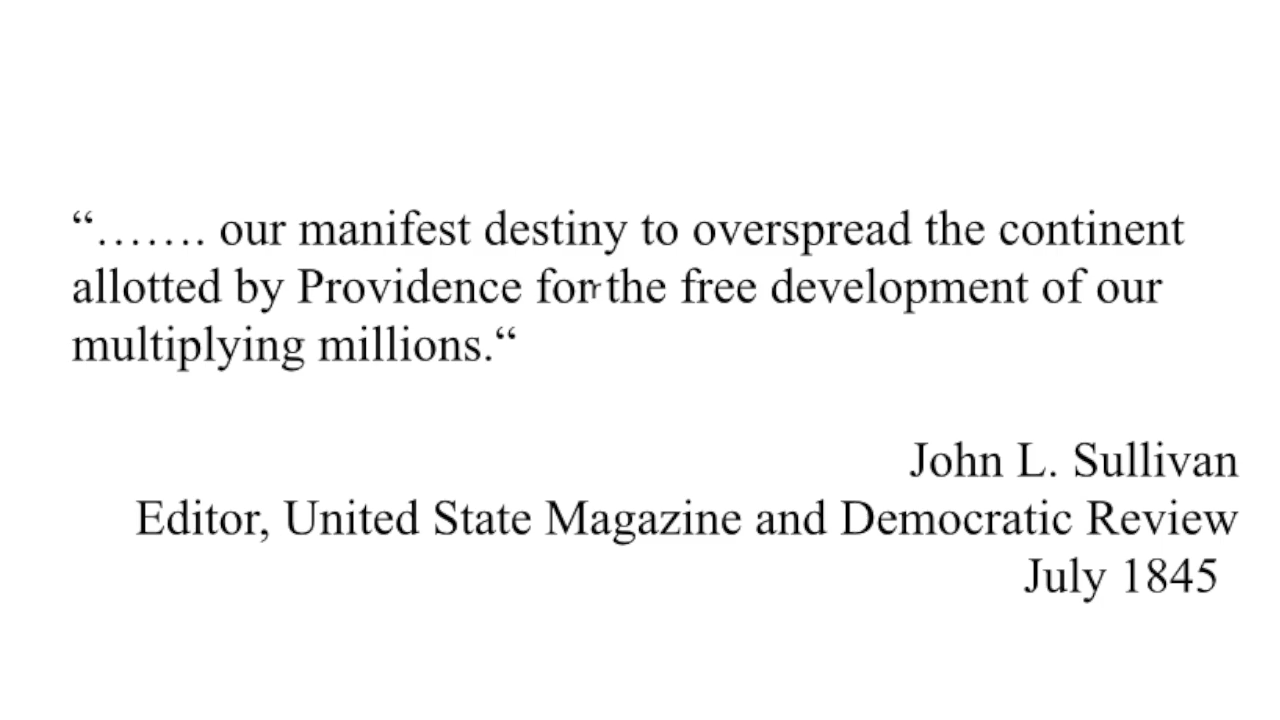 “……. our manifest destiny to overspread the continent
allotted by Providence for the free development of our
multiplying millions.“
John L. Sullivan
Editor, United State Magazine and Democratic Review
July 1845